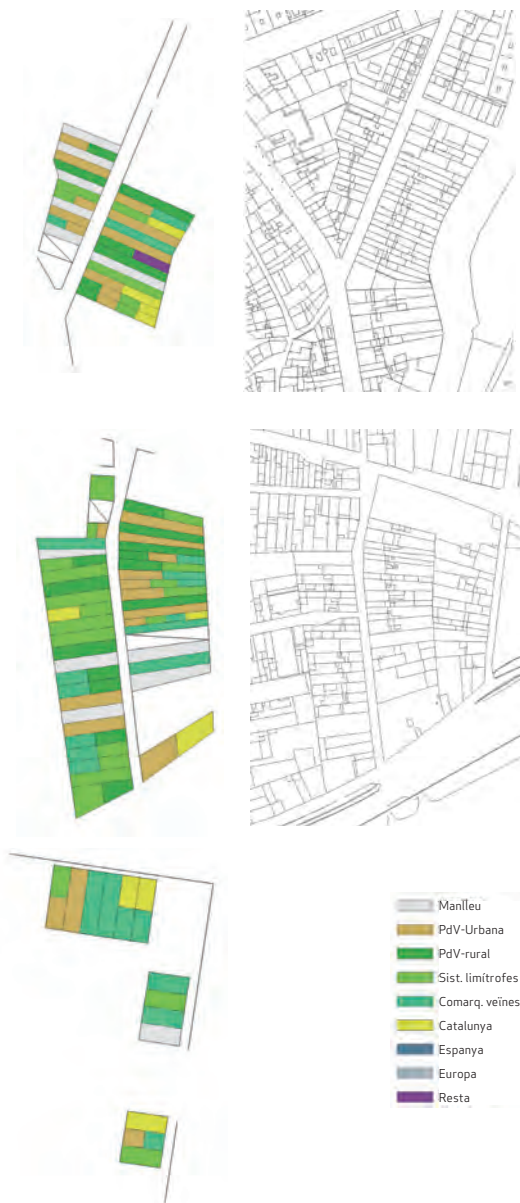 Manlleu
PdV-Urbana
PdV-rural
Sist. limítrofes
Comarq. veïnes
Catalunya
Espanya
Europa
Resta